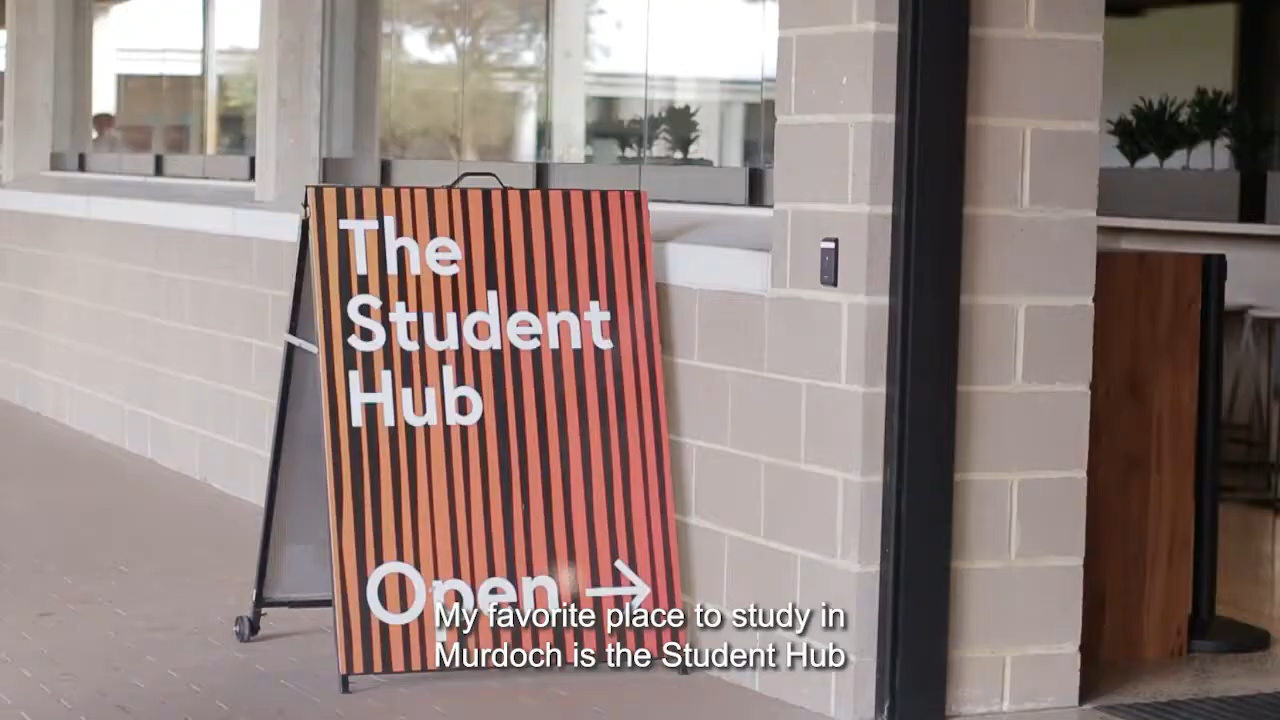 The
Student
Hub
Open →
My favorite place to study in
Murdoch is the Student Hub